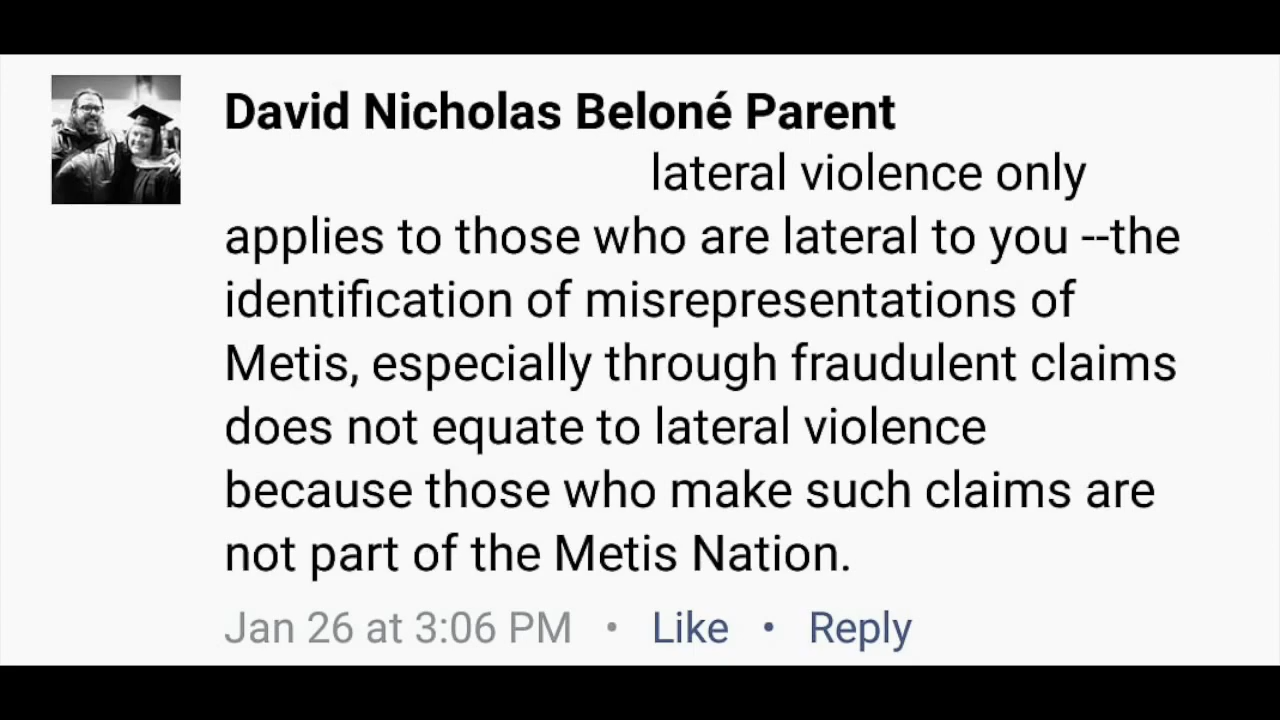 David Nicholas Beloné Parent
lateral violence only
applies to those who are lateral to you --the
identification of misrepresentations of
Metis, especially through fraudulent claims
does not equate to lateral violence
because those who make such claims are
not part of the Metis Nation.
Jan 26 at 3:06 PM • Like • Reply